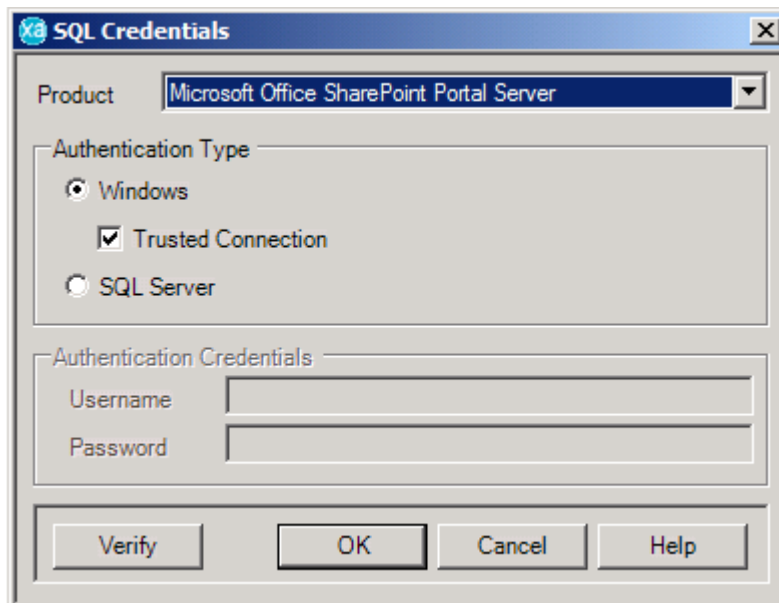 xa SQL Credentials
Product Microsoft Office SharePoint Portal Server
Authentication Type
Windows
Trusted Connection
SQL Server
Authentication Credentials
Username
Password
Verify OK Cancel Help